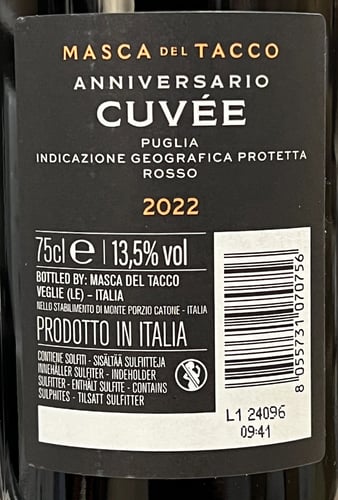 MASCA DEL TACCO
ANNIVERSARIO
CUVÉE
PUGLIA
INDICAZIONE GEOGRAFICA PROTETTA
ROSSO
2022
75cl e 13,5% vol
BOTTLED BY: MASCA DEL TACCO
VEGLIE (LE) - ITALIA
NELLO STABILIMENTO DI MONTE PORZIO CATONE - ITALIA
PRODOTTO IN ITALIA
CONTIENE SOLFITI - SISÄLTÄÄ SULFIITTEJA
INNEHÅLLER SULFITER - INDEHOLDER
SULFITTER - ENTHÄLT SULFITE - CONTAINS
SULPHITES - TILSATT SULFITTER
8 055731 070756
L1 24096
09:41